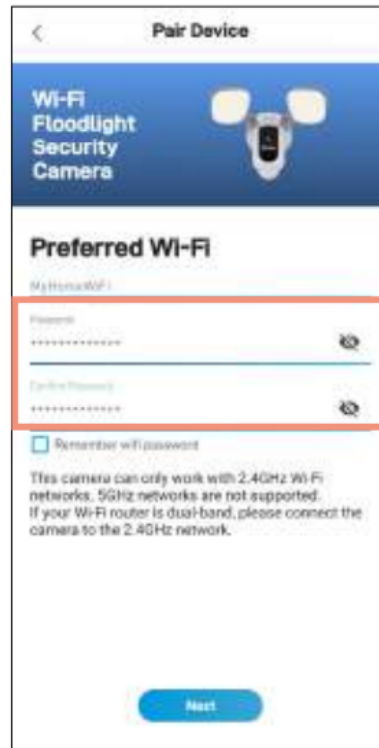 Pair Device
Wi-Fi
Floodlight
Security
Camera
Preferred Wi-Fi
MyHomeWiFi
Password
•••••••••••••
Confirm Password
•••••••••••••
Remember wifi password
This camera can only work with 2.4GHz Wi-Fi
networks. 5GHz networks are not supported.
If your Wi-Fi router is dual-band, please connect the
camera to the 2.4GHz network.
Next